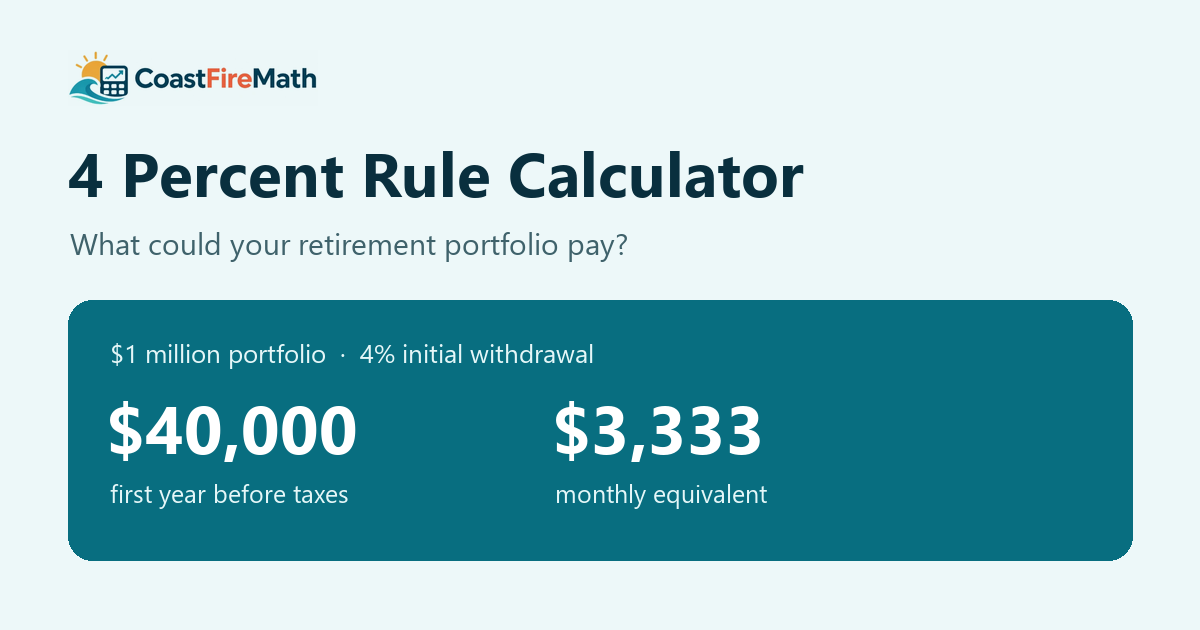 CoastFireMath
4 Percent Rule Calculator
What could your retirement portfolio pay?
$1 million portfolio · 4% initial withdrawal
$40,000
first year before taxes
$3,333
monthly equivalent